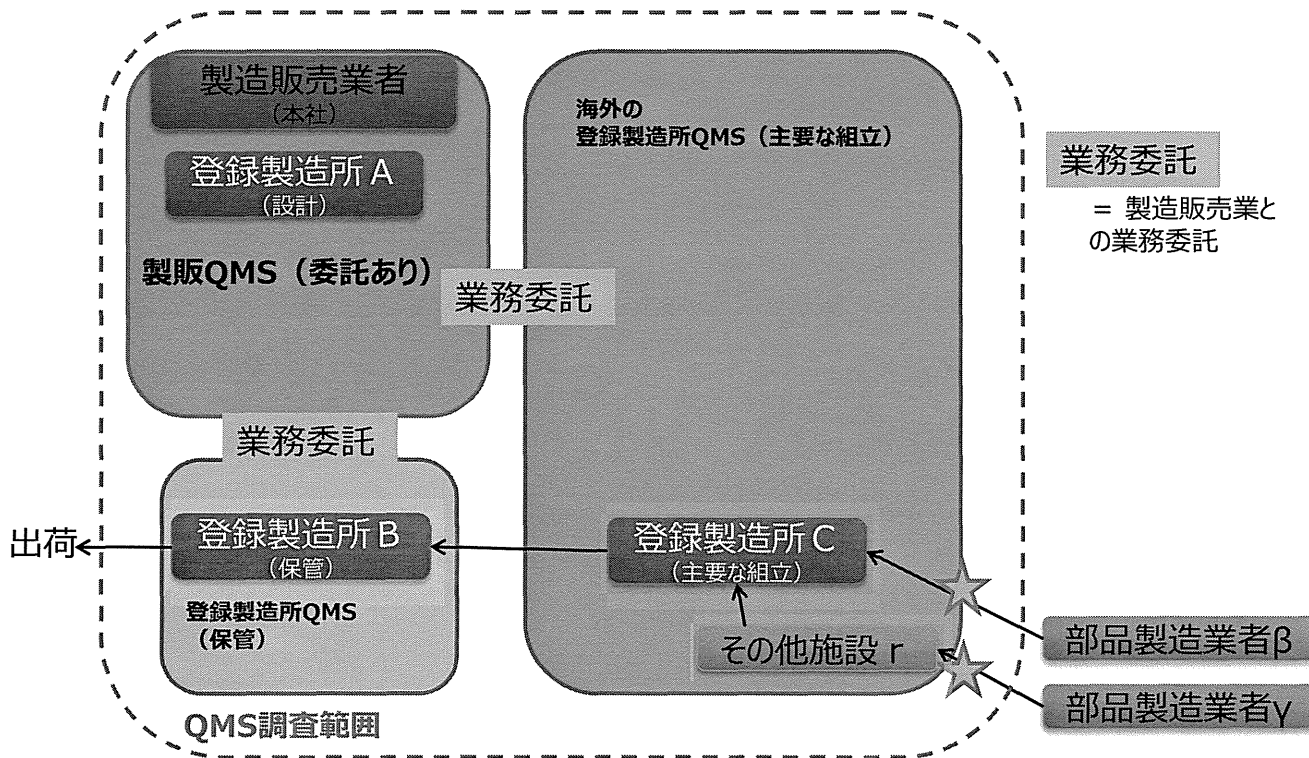 製造販売業者
(本社)
登録製造所A
(設計)
製販QMS(委託あり)
業務委託
海外の
登録製造所QMS(主要な組立)
業務委託
= 製造販売業と
の業務委託
業務委託
登録製造所B
(保管)
登録製造所QMS
(保管)
出荷
登録製造所C
(主要な組立)
その他施設r
部品製造業者β
部品製造業者γ
QMS調査範囲